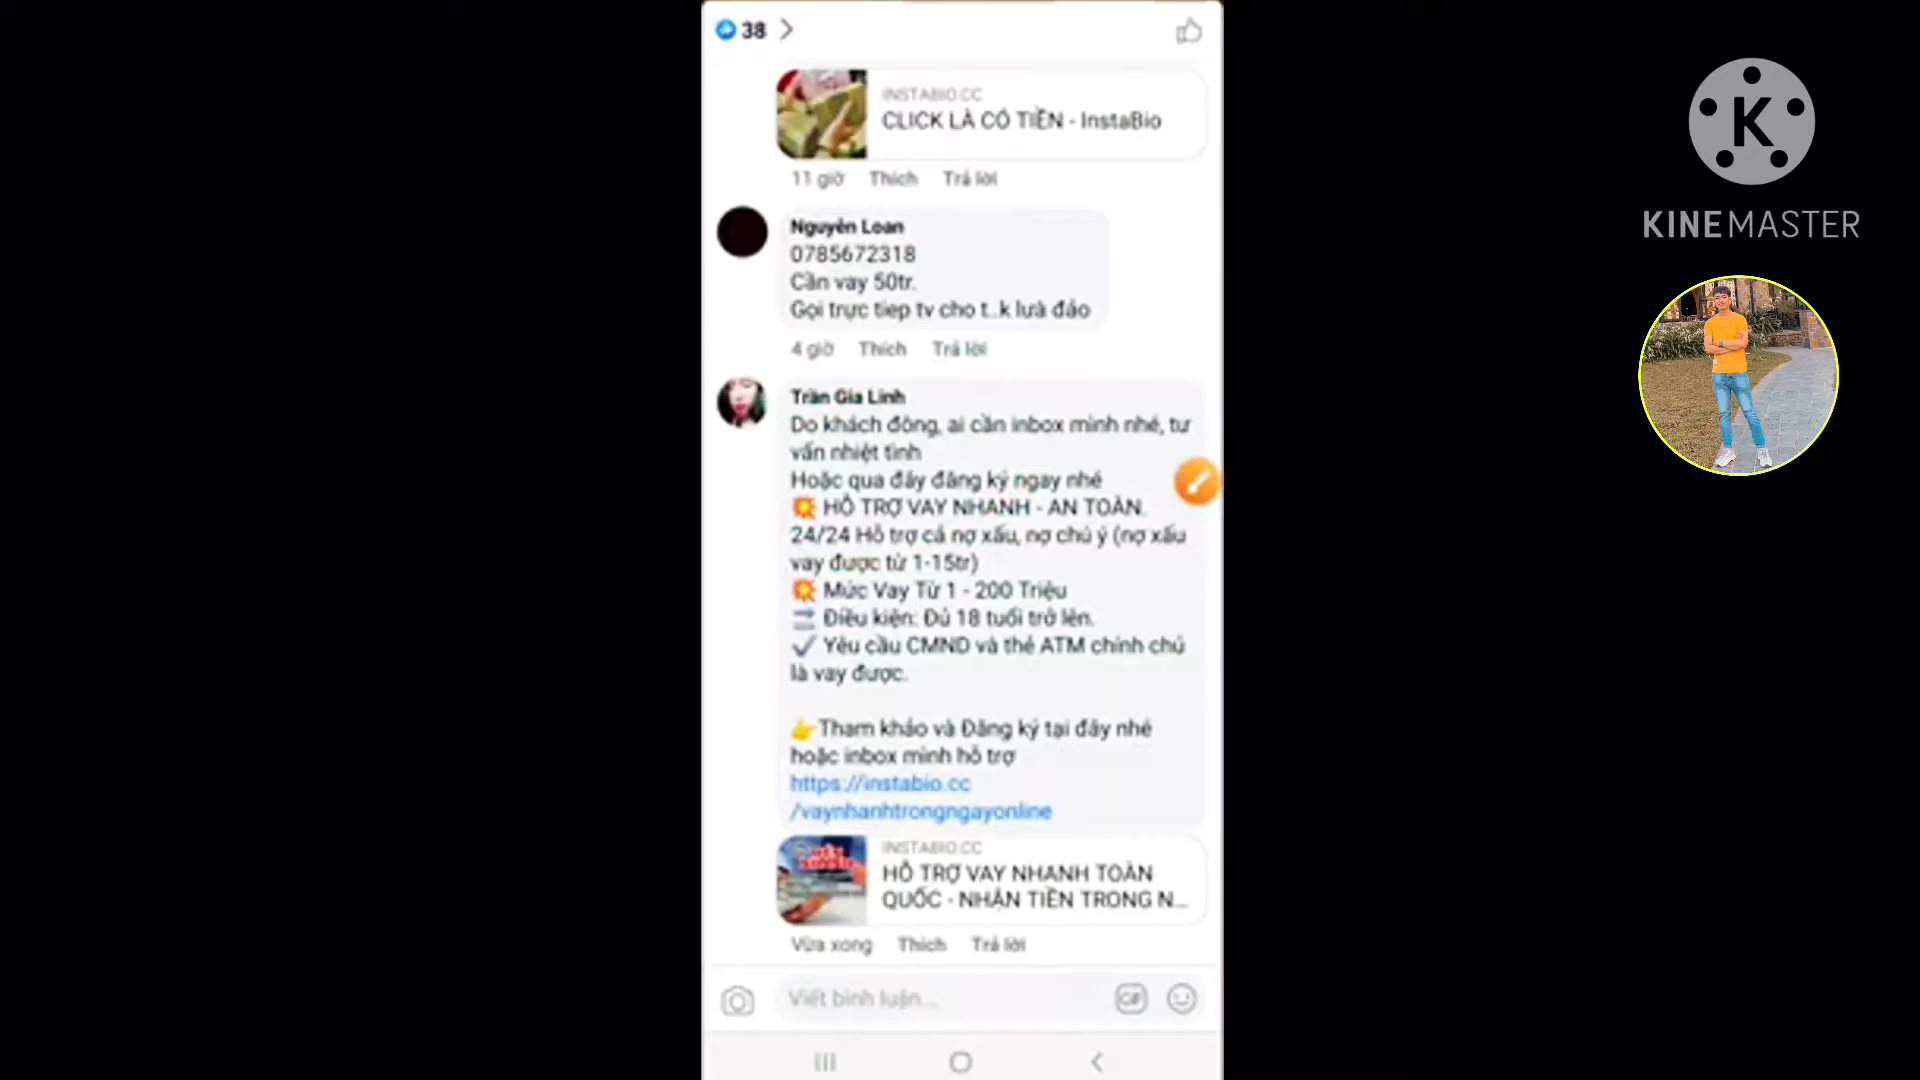 38
INSTABIO.CC
CLICK LÀ CÓ TIỀN - InstaBio
11 giờ Thích Trả lời
Nguyễn Loan
0785672318
Cần vay 50tr.
Gọi trực tiep tv cho t..k lưà đảo
4 giờ Thích Trả lời
Trần Gia Linh
Do khách đông, ai cần inbox mình nhé, tư
vấn nhiệt tình
Hoặc qua đây đăng ký ngay nhé
💥 HỖ TRỢ VAY NHANH - AN TOÀN.
24/24 Hỗ trợ cả nợ xấu, nợ chú ý (nợ xấu
vay được từ 1-15tr)
💥 Mức Vay Từ 1 - 200 Triệu
Điều kiện: Đủ 18 tuổi trở lên.
✓ Yêu cầu CMND và thẻ ATM chính chủ
là vay được.
👉Tham khảo và Đăng ký tại đây nhé
hoặc inbox mình hỗ trợ
https://instabio.cc
/vaynhanhtrongngayonline
INSTABIO.CC
HỖ TRỢ VAY NHANH TOÀN
QUỐC - NHẬN TIỀN TRONG N...
Vừa xong Thích Trả lời
Viết bình luận...
GIF
K
KINEMASTER